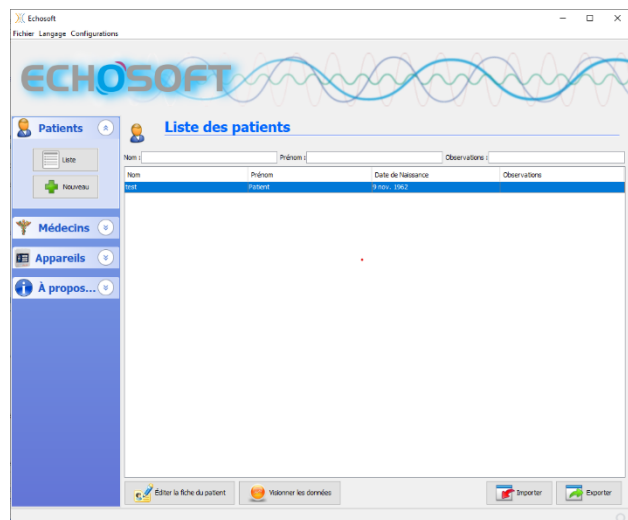 Echosoft
Fichier Langage Configurations
ECHOSOFT
Patients
Liste
Nouveau
Médecins
Appareils
À propos...
Liste des patients
Nom : Prénom : Observations :
Nom Prénom Date de Naissance Observations
test Patient 9 nov. 1962
Éditer la fiche du patient Visionner les données Importer Exporter